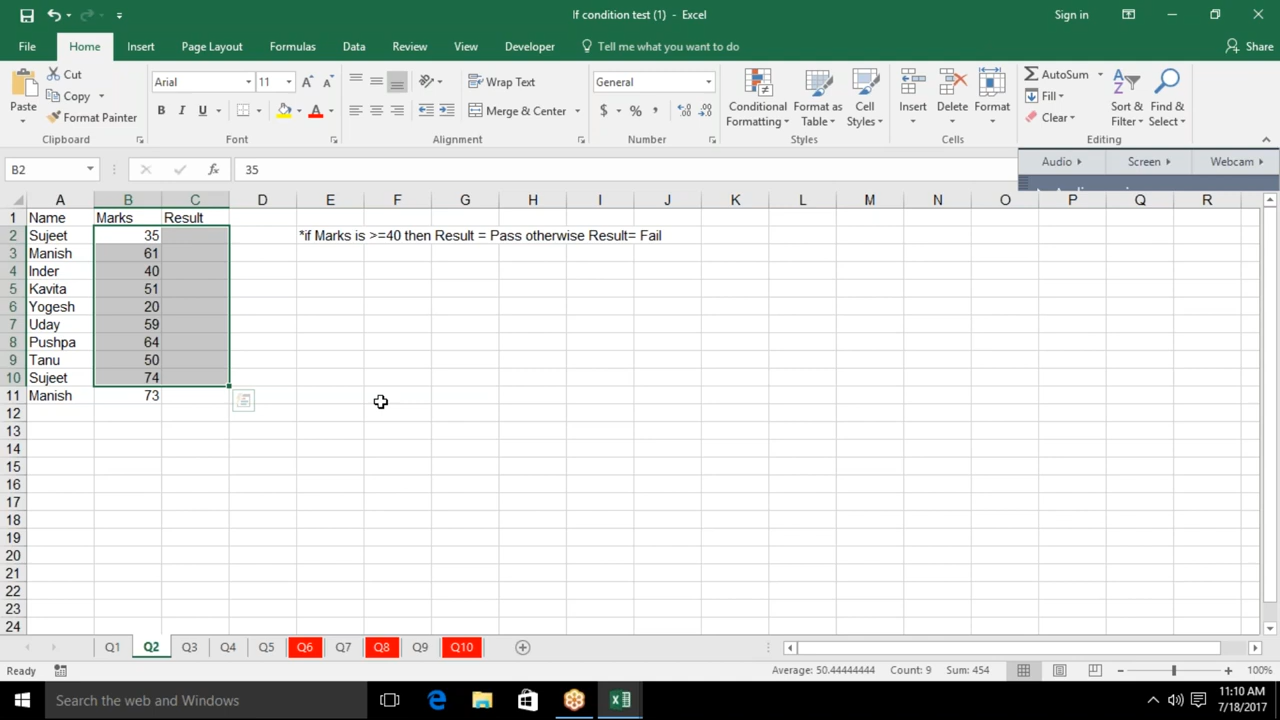 If condition test (1) - Excel
Sign in
File Home Insert Page Layout Formulas Data Review View Developer Tell me what you want to do Share
Paste
Cut
Copy
Format Painter
Clipboard
Arial 11
B I U
Font
Wrap Text
Merge & Center
Alignment
General
$ % ,
Number
Conditional Formatting
Format as Table
Cell Styles
Styles
Insert Delete Format
Cells
AutoSum
Fill
Clear
Sort & Filter
Find & Select
Editing
Audio Screen Webcam
B2 fx 35
A B C D E F G H I J K L M N O P Q R
1 Name Marks Result
2 Sujeet 35 *if Marks is >=40 then Result = Pass otherwise Result= Fail
3 Manish 61
4 Inder 40
5 Kavita 51
6 Yogesh 20
7 Uday 59
8 Pushpa 64
9 Tanu 50
10 Sujeet 74
11 Manish 73
12
13
14
15
16
17
18
19
20
21
22
23
24
Q1 Q2 Q3 Q4 Q5 Q6 Q7 Q8 Q9 Q10
Ready Average: 50.44444444 Count: 9 Sum: 454 100%
Search the web and Windows
11:10 AM
7/18/2017